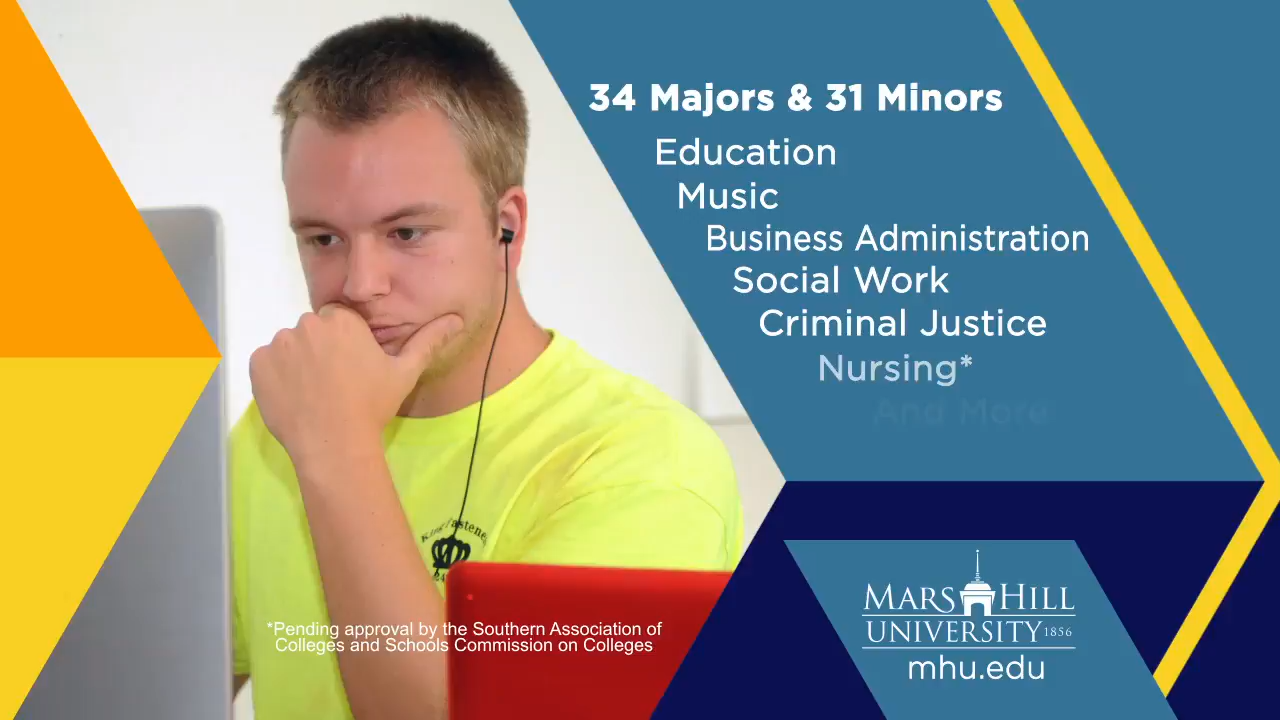 34 Majors & 31 Minors
Education
Music
Business Administration
Social Work
Criminal Justice
Nursing*
And More
*Pending approval by the Southern Association of
Colleges and Schools Commission on Colleges
MARS HILL
UNIVERSITY 1856
mhu.edu